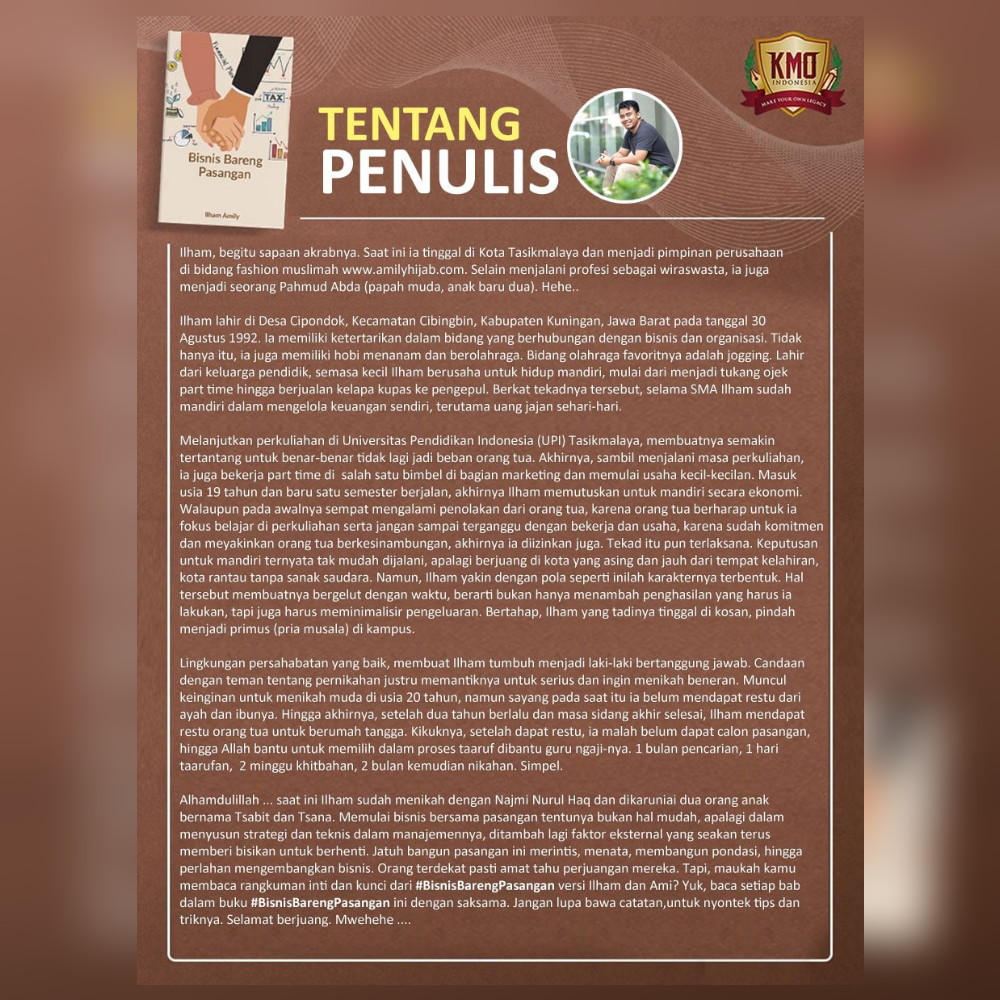 Financial Plan
TAX
Bisnis Bareng
Pasangan
Ilham Amily
KMO
INDONESIA
MAKE YOUR OWN LEGACY
TENTANG
PENULIS
Ilham, begitu sapaan akrabnya. Saat ini ia tinggal di Kota Tasikmalaya dan menjadi pimpinan perusahaan
di bidang fashion muslimah www.amilyhijab.com. Selain menjalani profesi sebagai wiraswasta, ia juga
menjadi seorang Pahmud Abda (papah muda, anak baru dua). Hehe..
Ilham lahir di Desa Cipondok, Kecamatan Cibingbin, Kabupaten Kuningan, Jawa Barat pada tanggal 30
Agustus 1992. Ia memiliki ketertarikan dalam bidang yang berhubungan dengan bisnis dan organisasi. Tidak
hanya itu, ia juga memiliki hobi menanam dan berolahraga. Bidang olahraga favoritnya adalah jogging. Lahir
dari keluarga pendidik, semasa kecil Ilham berusaha untuk hidup mandiri, mulai dari menjadi tukang ojek
part time hingga berjualan kelapa kupas ke pengepul. Berkat tekadnya tersebut, selama SMA Ilham sudah
mandiri dalam mengelola keuangan sendiri, terutama uang jajan sehari-hari.
Melanjutkan perkuliahan di Universitas Pendidikan Indonesia (UPI) Tasikmalaya, membuatnya semakin
tertantang untuk benar-benar tidak lagi jadi beban orang tua. Akhirnya, sambil menjalani masa perkuliahan,
ia juga bekerja part time di  salah satu bimbel di bagian marketing dan memulai usaha kecil-kecilan. Masuk
usia 19 tahun dan baru satu semester berjalan, akhirnya Ilham memutuskan untuk mandiri secara ekonomi.
Walaupun pada awalnya sempat mengalami penolakan dari orang tua, karena orang tua berharap untuk ia
fokus belajar di perkuliahan serta jangan sampai terganggu dengan bekerja dan usaha, karena sudah komitmen
dan meyakinkan orang tua berkesinambungan, akhirnya ia diizinkan juga. Tekad itu pun terlaksana. Keputusan
untuk mandiri ternyata tak mudah dijalani, apalagi berjuang di kota yang asing dan jauh dari tempat kelahiran,
kota rantau tanpa sanak saudara. Namun, Ilham yakin dengan pola seperti inilah karakternya terbentuk. Hal
tersebut membuatnya bergelut dengan waktu, berarti bukan hanya menambah penghasilan yang harus ia
lakukan, tapi juga harus meminimalisir pengeluaran. Bertahap, Ilham yang tadinya tinggal di kosan, pindah
menjadi primus (pria musala) di kampus.
Lingkungan persahabatan yang baik, membuat Ilham tumbuh menjadi laki-laki bertanggung jawab. Candaan
dengan teman tentang pernikahan justru memantiknya untuk serius dan ingin menikah beneran. Muncul
keinginan untuk menikah muda di usia 20 tahun, namun sayang pada saat itu ia belum mendapat restu dari
ayah dan ibunya. Hingga akhirnya, setelah dua tahun berlalu dan masa sidang akhir selesai, Ilham mendapat
restu orang tua untuk berumah tangga. Kikuknya, setelah dapat restu, ia malah belum dapat calon pasangan,
hingga Allah bantu untuk memilih dalam proses taaruf dibantu guru ngaji-nya. 1 bulan pencarian, 1 hari
taarufan,  2 minggu khitbahan, 2 bulan kemudian nikahan. Simpel.
Alhamdulillah ... saat ini Ilham sudah menikah dengan Najmi Nurul Haq dan dikaruniai dua orang anak
bernama Tsabit dan Tsana. Memulai bisnis bersama pasangan tentunya bukan hal mudah, apalagi dalam
menyusun strategi dan teknis dalam manajemennya, ditambah lagi faktor eksternal yang seakan terus
memberi bisikan untuk berhenti. Jatuh bangun pasangan ini merintis, menata, membangun pondasi, hingga
perlahan mengembangkan bisnis. Orang terdekat pasti amat tahu perjuangan mereka. Tapi, maukah kamu
membaca rangkuman inti dan kunci dari #BisnisBarengPasangan versi Ilham dan Ami? Yuk, baca setiap bab
dalam buku #BisnisBarengPasangan ini dengan saksama. Jangan lupa bawa catatan,untuk nyontek tips dan
triknya. Selamat berjuang. Mwehehe ....